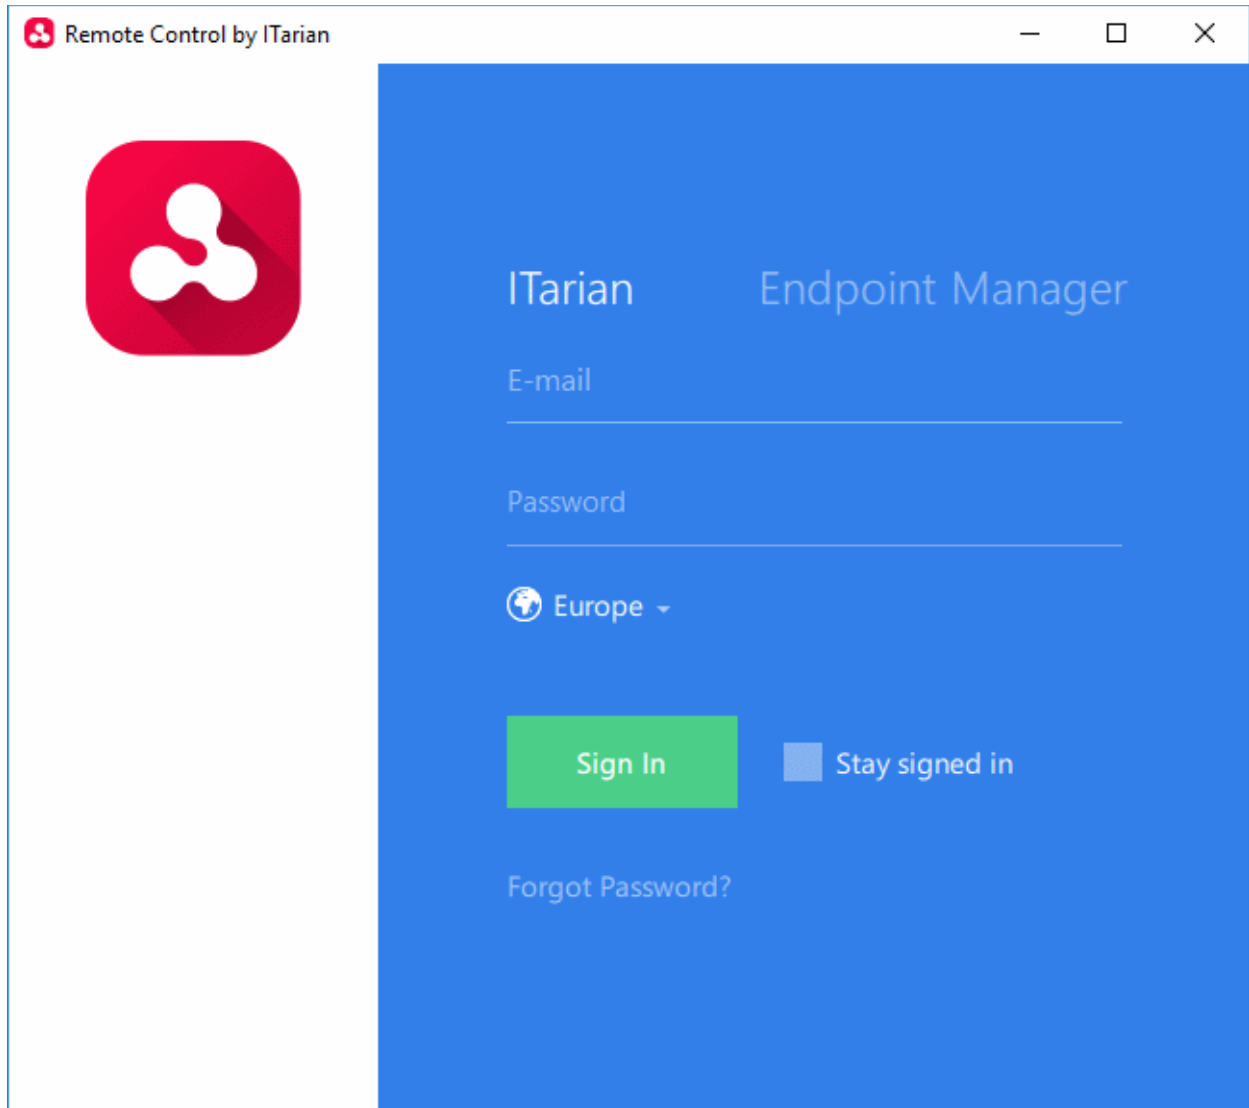 Remote Control by ITarian
ITarian Endpoint Manager
E-mail
Password
Europe
Sign In Stay signed in
Forgot Password?